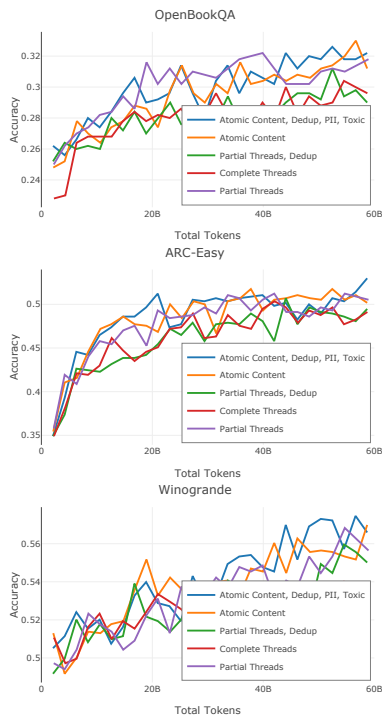 OpenBookQA
0.32
0.3
0.28
0.26
0.24
Accuracy
Atomic Content, Dedup, PII, Toxic
Atomic Content
Partial Threads, Dedup
Complete Threads
Partial Threads
0
20B
40B
60B
Total Tokens
ARC-Easy
0.5
0.45
0.4
0.35
Accuracy
Atomic Content, Dedup, PII, Toxic
Atomic Content
Partial Threads, Dedup
Complete Threads
Partial Threads
0
20B
40B
60B
Total Tokens
Winogrande
0.56
0.54
0.52
0.5
Accuracy
Atomic Content, Dedup, PII, Toxic
Atomic Content
Partial Threads, Dedup
Complete Threads
Partial Threads
0
20B
40B
60B
Total Tokens